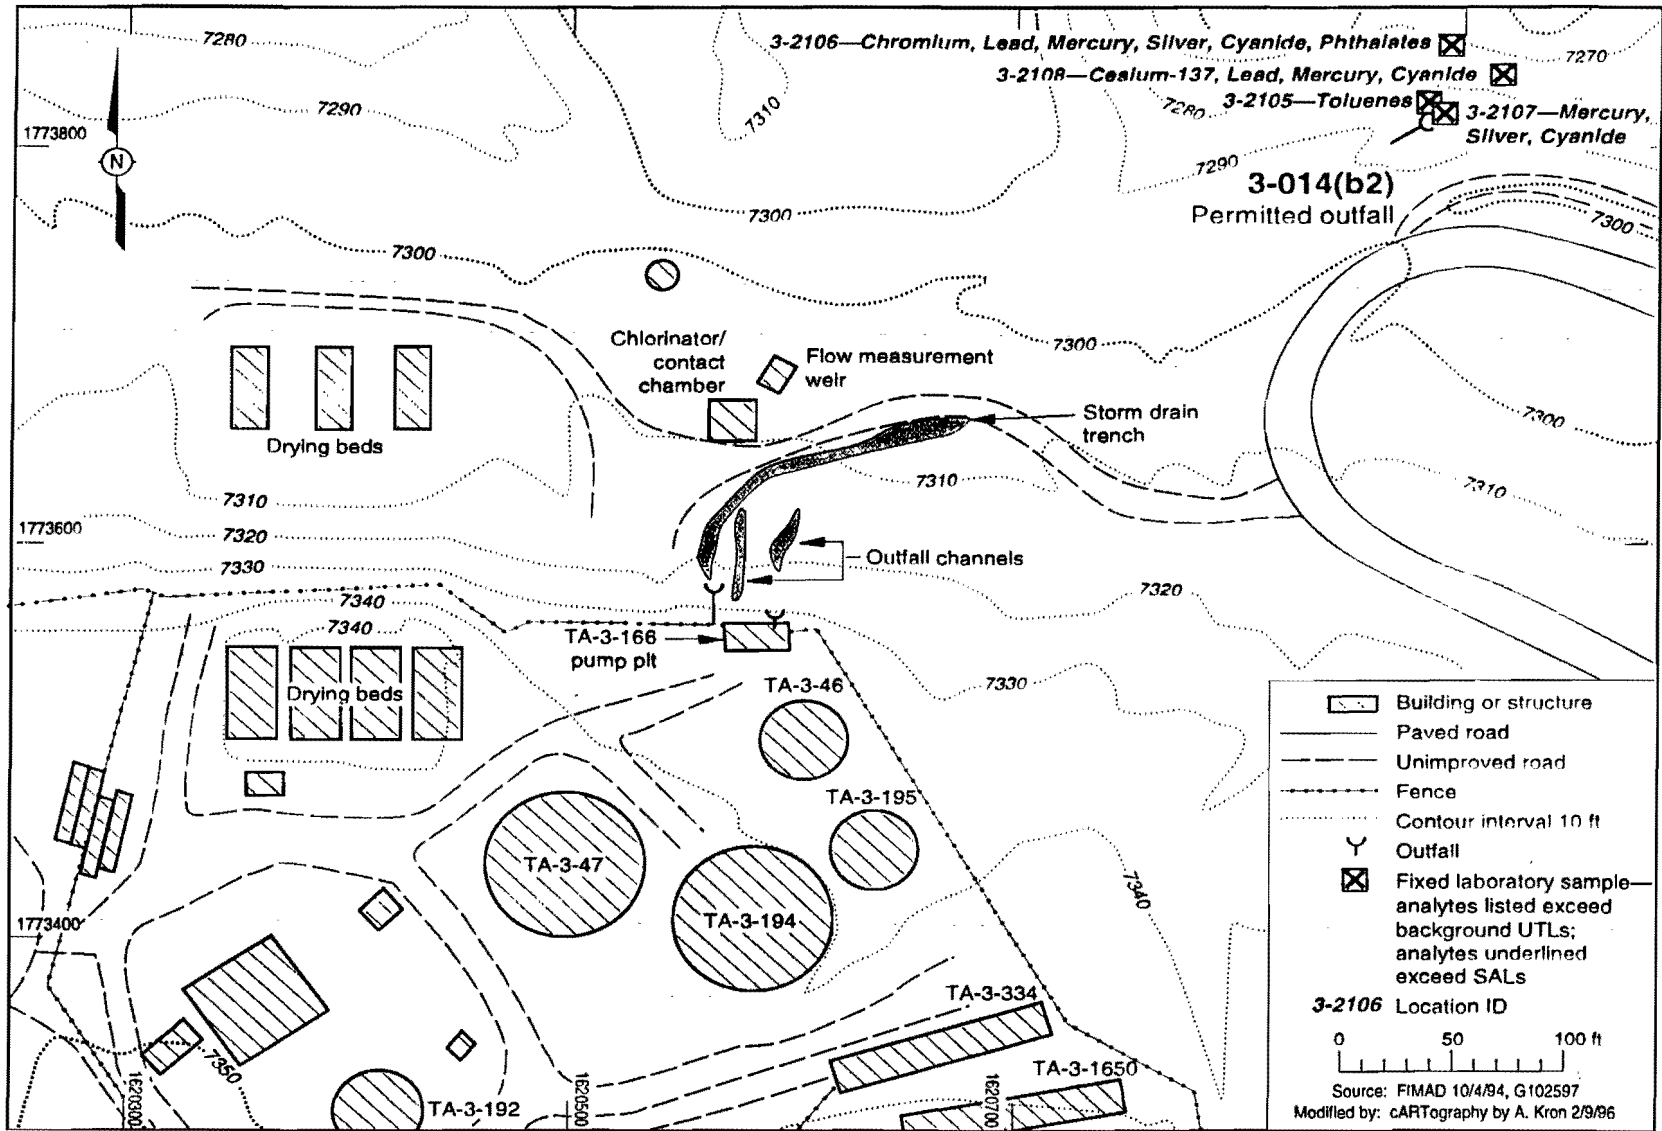 7280
3-2106—Chromium, Lead, Mercury, Silver, Cyanide, Phthalates
7270
3-2108—Cesium-137, Lead, Mercury, Cyanide
7290
7310
7280
3-2105—Toluenes
3-2107—Mercury,
Silver, Cyanide
1773800
N
7290
3-014(b2)
Permitted outfall
7300
7300
7300
Chlorinator/
contact
chamber
Flow measurement
weir
7300
Storm drain
trench
7300
Drying beds
7310
7310
7310
1773600
7320
7330
Outfall channels
7320
7340
7340
TA-3-166
pump plt
Drying beds
TA-3-46
7330
TA-3-195
TA-3-47
TA-3-194
7340
1773400
TA-3-334
7350
TA-3-1650
TA-3-192
1620300
1620500
1620700
Building or structure
Paved road
Unimproved road
Fence
Contour interval 10 ft
Outfall
Fixed laboratory sample—
analytes listed exceed
background UTLs;
analytes underlined
exceed SALs
3-2106 Location ID
0 50 100 ft
Source: FIMAD 10/4/94, G102597
Modified by: cARTography by A. Kron 2/9/96